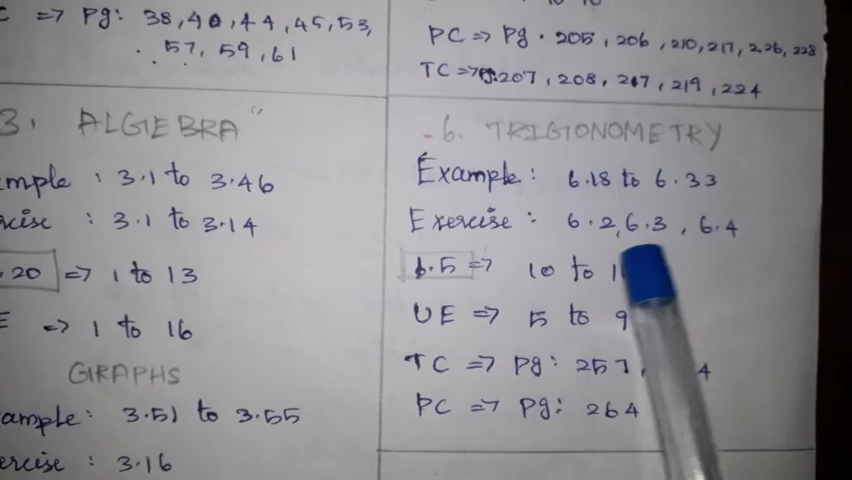 => Pg: 38, 40, 44, 45, 53,
57, 59, 61
3. ALGEBRA"
mple : 3.1 to 3.46
rcise : 3.1 to 3.14
.20 => 1 to 13
E => 1 to 16
GRAPHS
ample: 3.51 to 3.55
ercise : 3.16
PC => Pg. 205, 206, 210, 217, 226, 228
TC => 207, 208, 217, 219, 224
6. TRIGIONOMETRY
Example: 6.18 to 6.33
Exercise: 6.2, 6.3, 6.4
6.5 => 10 to 1
UE => 5 to 9
TC => Pg: 257, 4
PC => Pg: 264